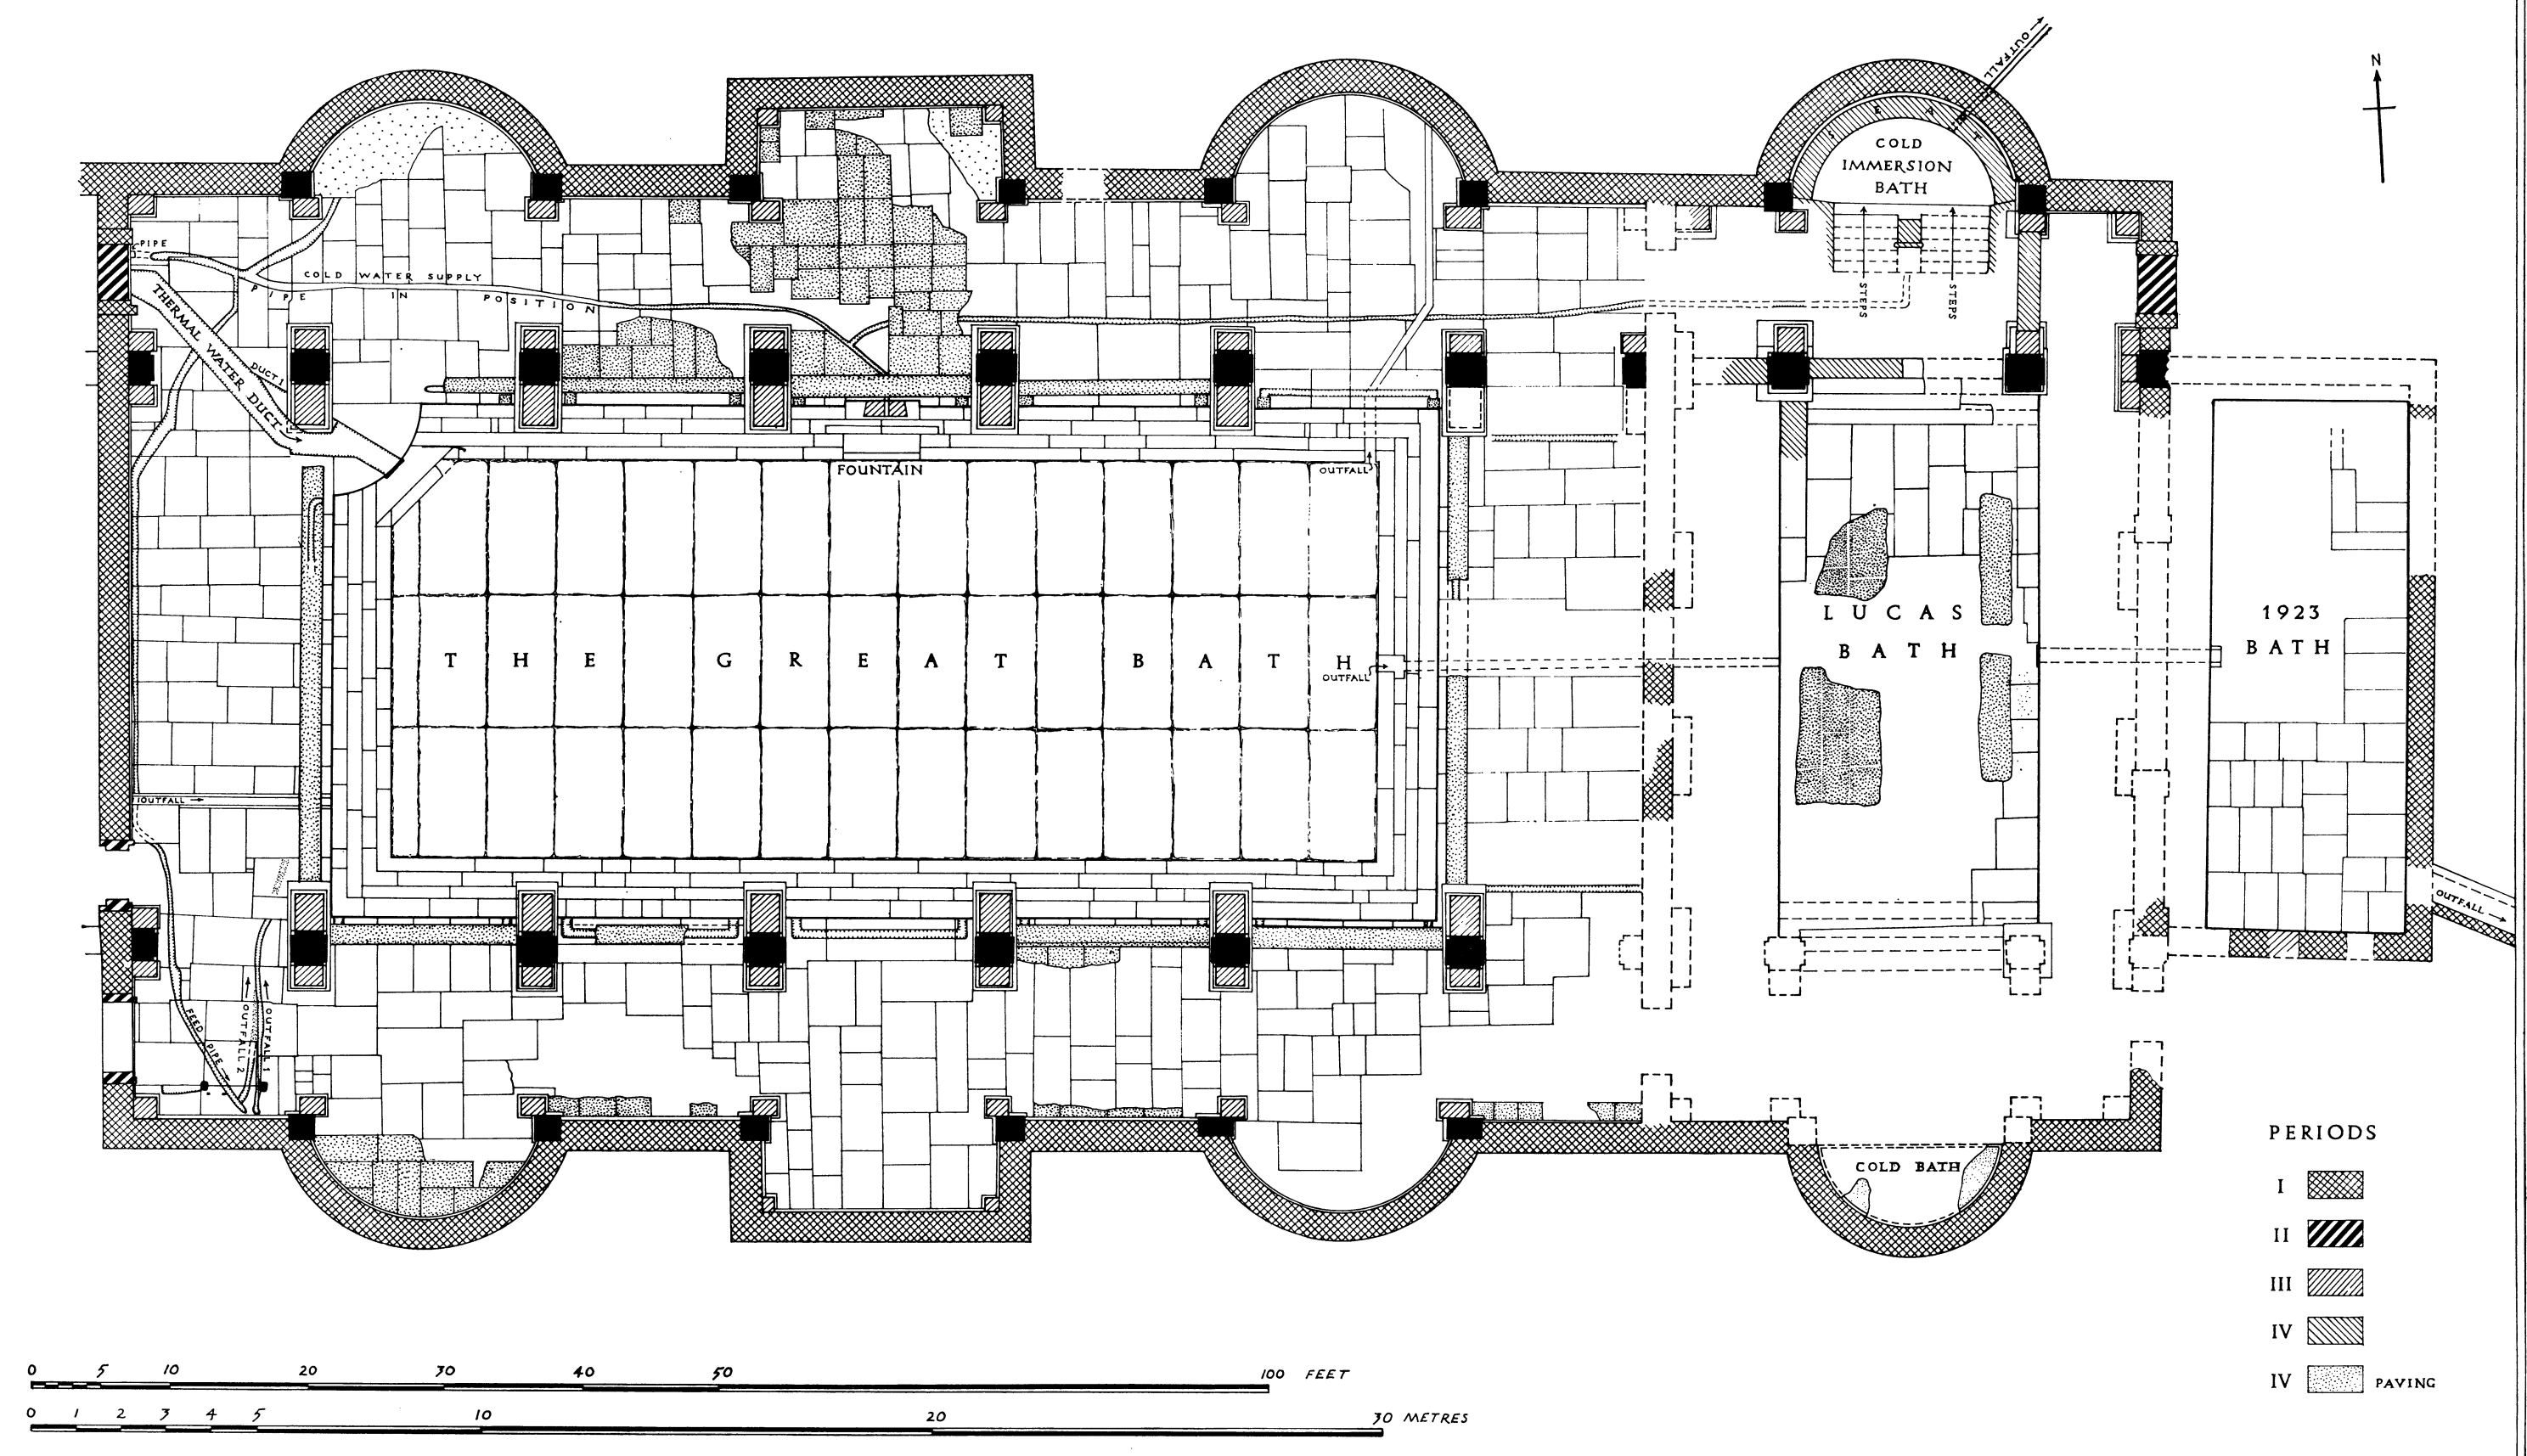 OUTFALL
N
SEAT
COLD
IMMERSION
BATH
PIPE
COLD WATER SUPPLY
PIPE IN POSITION
STEPS
STEPS
THERMAL WATER DUCT
DUCT 1
FOUNTAIN
OUTFALL
THE GREAT BATH
OUTFALL
LUCAS
BATH
1923
BATH
OUTFALL
OUTFALL
FEED PIPE
OUTFALL 2
OUTFALL 1
COLD BATH
PERIODS
I
II
III
IV
IV PAVING
0 5 10 20 30 40 50 100 FEET
0 1 2 3 4 5 10 20 30 METRES